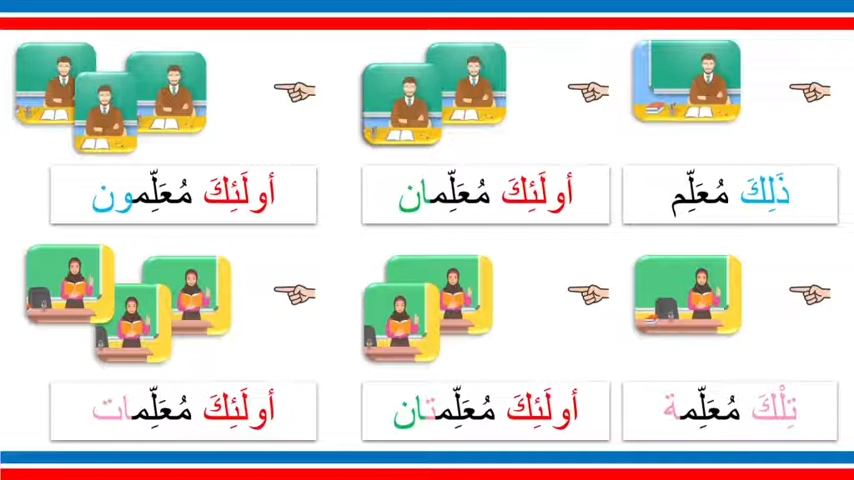 ذَلِكَ مُعَلِّم
أولَئِكَ مُعَلِّمان
أولَئِكَ مُعَلِّمون
تِلْكَ مُعَلِّمة
أولَئِكَ مُعَلِّمتان
أولَئِكَ مُعَلِّمات